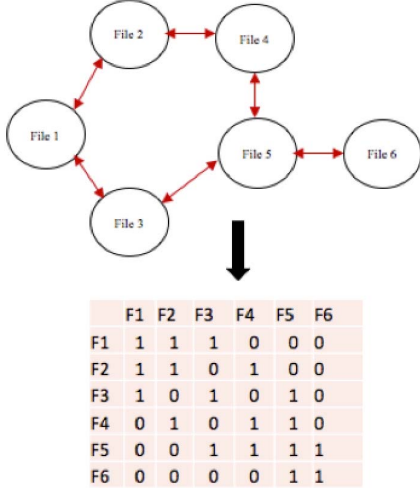 File 2
File 4
File 1
File 5
File 6
File 3
F1 F2 F3 F4 F5 F6
F1 1 1 1 0 0 0
F2 1 1 0 1 0 0
F3 1 0 1 0 1 0
F4 0 1 0 1 1 0
F5 0 0 1 1 1 1
F6 0 0 0 0 1 1